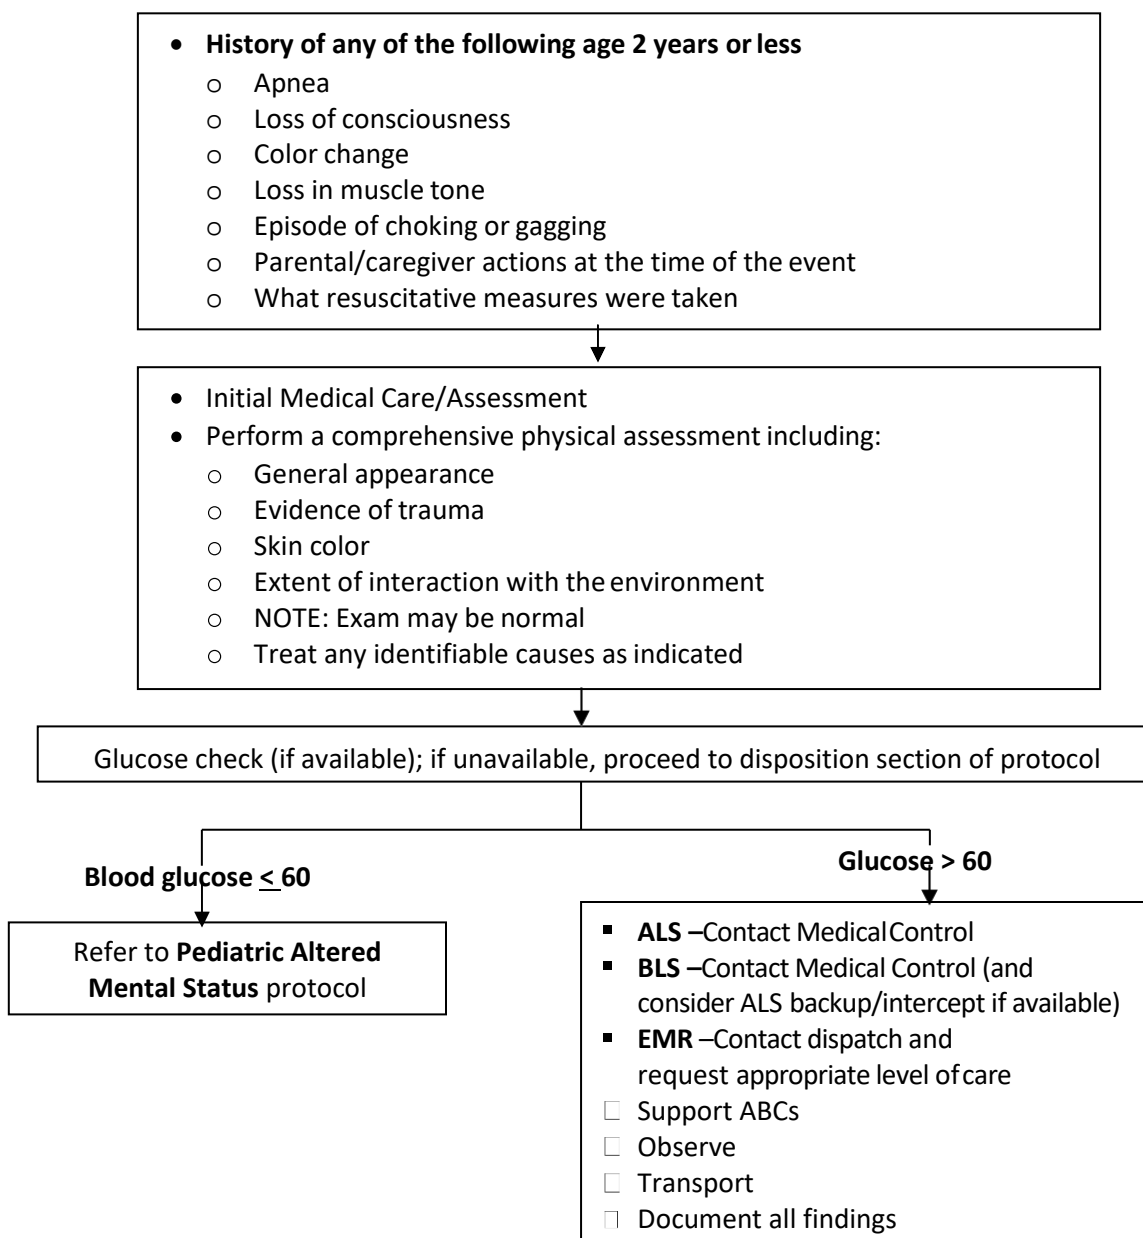 • History of any of the following age 2 years or less
o Apnea
o Loss of consciousness
o Color change
o Loss in muscle tone
o Episode of choking or gagging
o Parental/caregiver actions at the time of the event
o What resuscitative measures were taken
• Initial Medical Care/Assessment
• Perform a comprehensive physical assessment including:
o General appearance
o Evidence of trauma
o Skin color
o Extent of interaction with the environment
o NOTE: Exam may be normal
o Treat any identifiable causes as indicated
Glucose check (if available); if unavailable, proceed to disposition section of protocol
Blood glucose < 60
Refer to Pediatric Altered
Mental Status protocol
Glucose > 60
▪ ALS –Contact Medical Control
▪ BLS –Contact Medical Control (and
consider ALS backup/intercept if available)
▪ EMR –Contact dispatch and
request appropriate level of care
□ Support ABCs
□ Observe
□ Transport
□ Document all findings